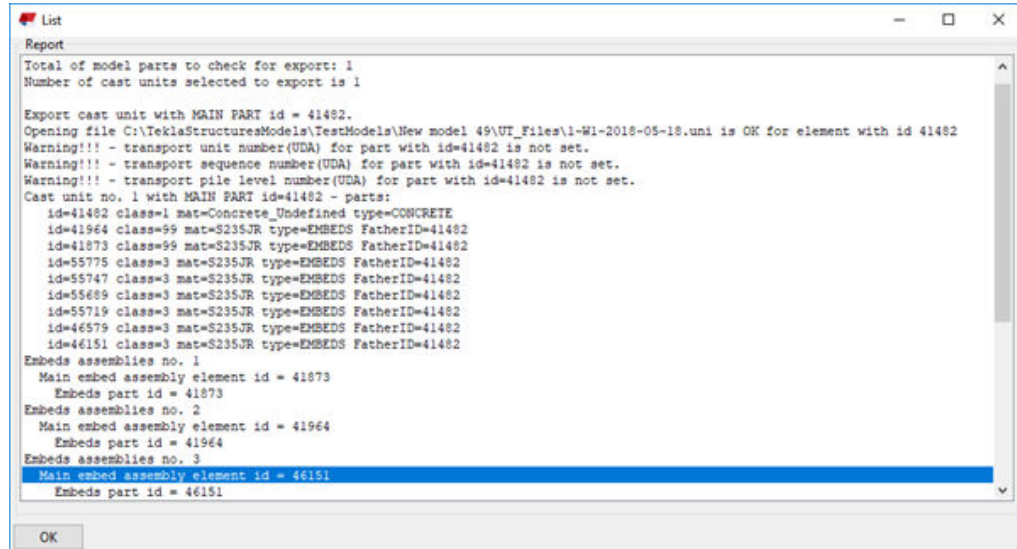 List
Report
Total of model parts to check for export: 1
Number of cast units selected to export is 1
Export cast unit with MAIN PART id = 41482.
Opening file C:\TeklaStructuresModels\TestModels\New model 49\UT_Files\1-W1-2018-05-18.uni is OK for element with id 41482
Warning!!! - transport unit number(UDA) for part with id=41482 is not set.
Warning!!! - transport sequence number(UDA) for part with id=41482 is not set.
Warning!!! - transport pile level number(UDA) for part with id=41482 is not set.
Cast unit no. 1 with MAIN PART id=41482 - parts:
id=41482 class=1 mat=Concrete_Undefined type=CONCRETE
id=41964 class=99 mat=S235JR type=EMBEDS FatherID=41482
id=41873 class=99 mat=S235JR type=EMBEDS FatherID=41482
id=55775 class=3 mat=S235JR type=EMBEDS FatherID=41482
id=55747 class=3 mat=S235JR type=EMBEDS FatherID=41482
id=55689 class=3 mat=S235JR type=EMBEDS FatherID=41482
id=55719 class=3 mat=S235JR type=EMBEDS FatherID=41482
id=46579 class=3 mat=S235JR type=EMBEDS FatherID=41482
id=46151 class=3 mat=S235JR type=EMBEDS FatherID=41482
Embeds assemblies no. 1
Main embed assembly element id = 41873
Embeds part id = 41873
Embeds assemblies no. 2
Main embed assembly element id = 41964
Embeds part id = 41964
Embeds assemblies no. 3
Main embed assembly element id = 46151
Embeds part id = 46151
OK